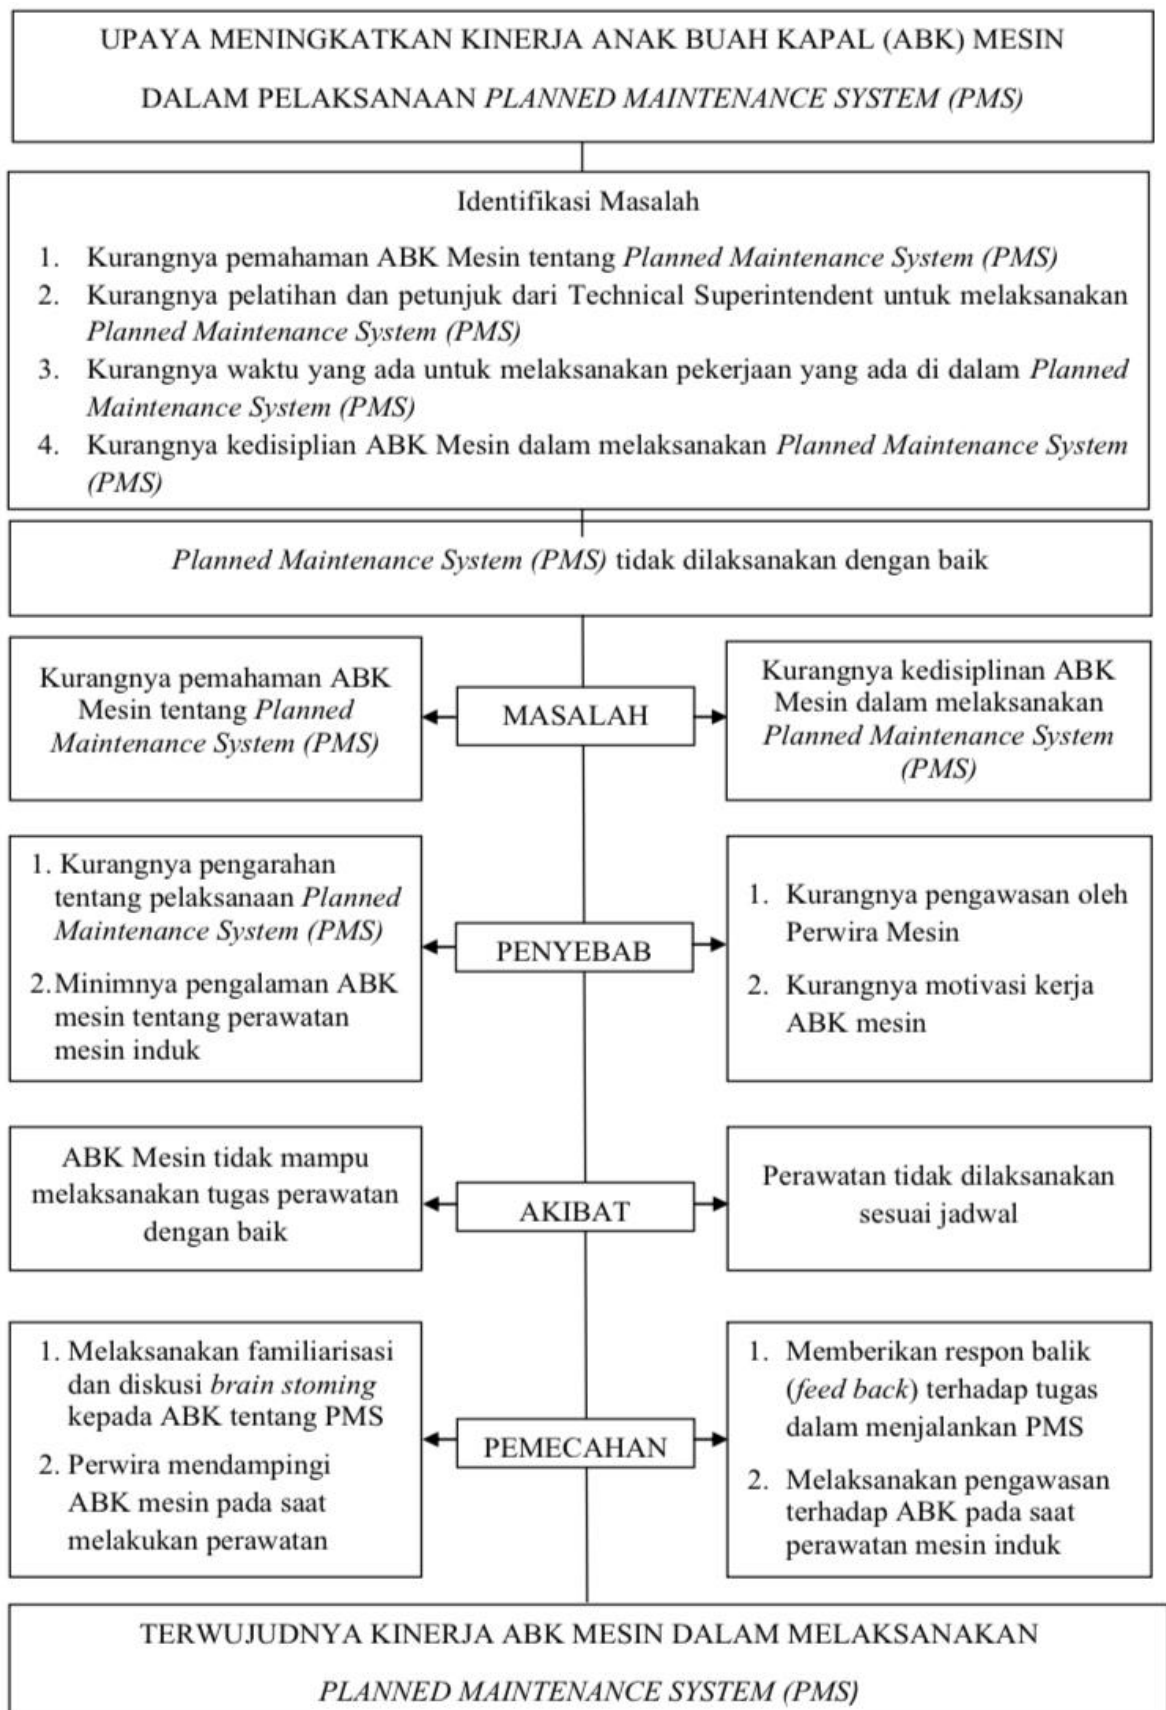 UPAYA MENINGKATKAN KINERJA ANAK BUAH KAPAL (ABK) MESIN
DALAM PELAKSANAAN PLANNED MAINTENANCE SYSTEM (PMS)
Identifikasi Masalah
1. Kurangnya pemahaman ABK Mesin tentang Planned Maintenance System (PMS)
2. Kurangnya pelatihan dan petunjuk dari Technical Superintendent untuk melaksanakan
Planned Maintenance System (PMS)
3. Kurangnya waktu yang ada untuk melaksanakan pekerjaan yang ada di dalam Planned
Maintenance System (PMS)
4. Kurangnya kedisiplian ABK Mesin dalam melaksanakan Planned Maintenance System
(PMS)
Planned Maintenance System (PMS) tidak dilaksanakan dengan baik
Kurangnya pemahaman ABK
Mesin tentang Planned
Maintenance System (PMS)
MASALAH
Kurangnya kedisiplinan ABK
Mesin dalam melaksanakan
Planned Maintenance System
(PMS)
1. Kurangnya pengarahan
tentang pelaksanaan Planned
Maintenance System (PMS)
2. Minimnya pengalaman ABK
mesin tentang perawatan
mesin induk
PENYEBAB
1. Kurangnya pengawasan oleh
Perwira Mesin
2. Kurangnya motivasi kerja
ABK mesin
ABK Mesin tidak mampu
melaksanakan tugas perawatan
dengan baik
AKIBAT
Perawatan tidak dilaksanakan
sesuai jadwal
1. Melaksanakan familiarisasi
dan diskusi brain stoming
kepada ABK tentang PMS
2. Perwira mendampingi
ABK mesin pada saat
melakukan perawatan
PEMECAHAN
1. Memberikan respon balik
(feed back) terhadap tugas
dalam menjalankan PMS
2. Melaksanakan pengawasan
terhadap ABK pada saat
perawatan mesin induk
TERWUJUDNYA KINERJA ABK MESIN DALAM MELAKSANAKAN
PLANNED MAINTENANCE SYSTEM (PMS)